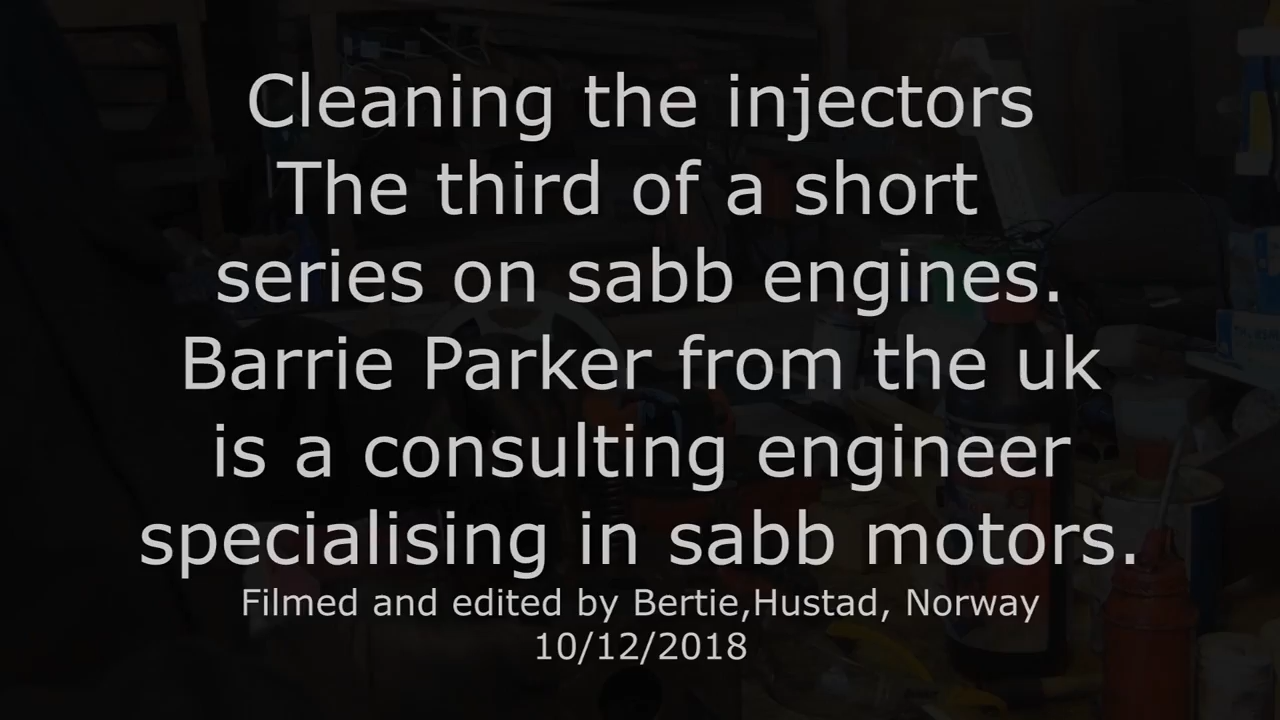 Cleaning the injectors
The third of a short
series on sabb engines.
Barrie Parker from the uk
is a consulting engineer
specialising in sabb motors.
Filmed and edited by Bertie,Hustad, Norway
10/12/2018